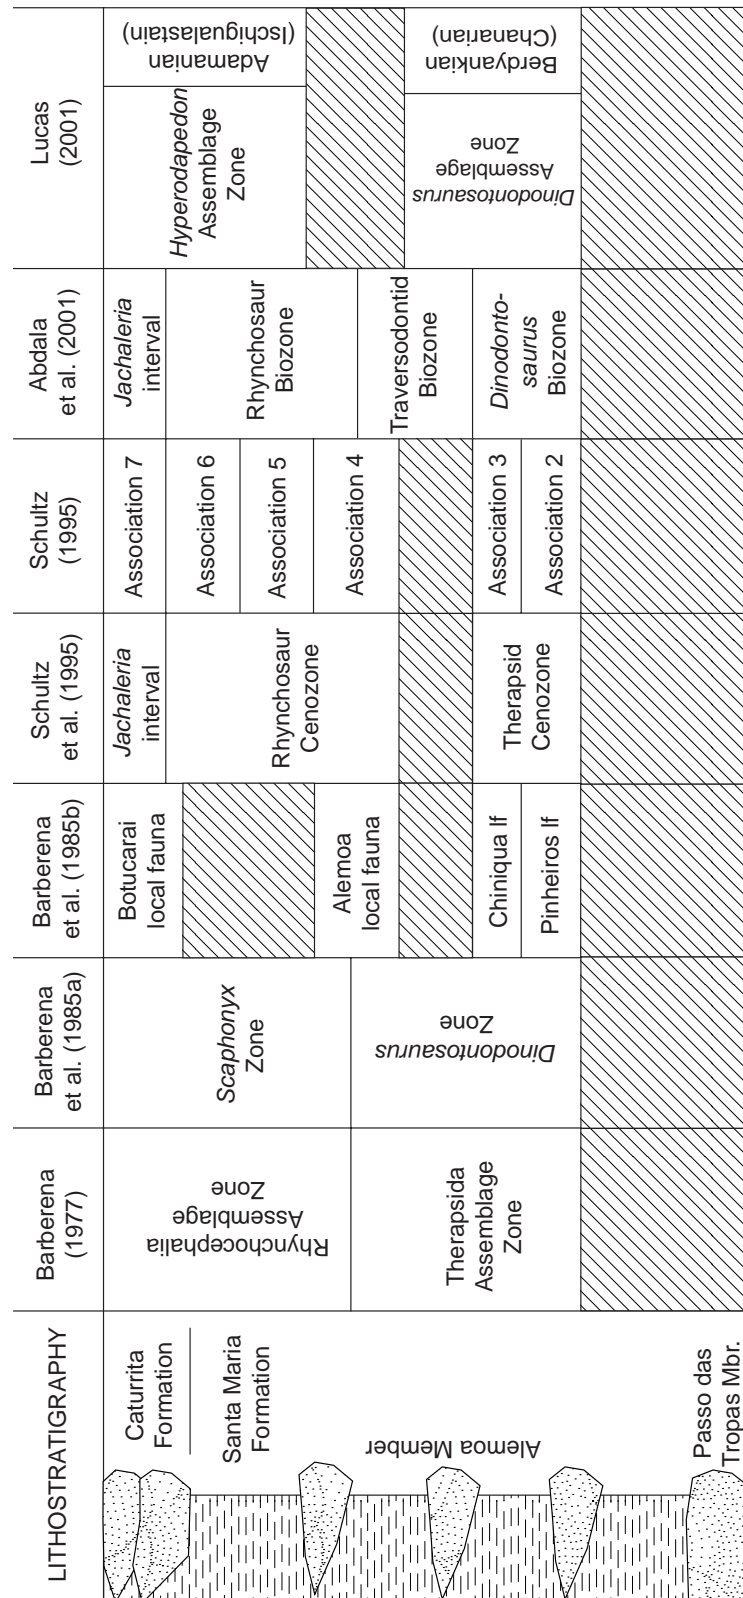 LITHOSTRATIGRAPHY
Caturrita
Formation
Santa Maria
Formation
Alemoa Member
Passo das
Tropas Mbr.
Barberena
(1977)
Rhynchocephalia
Assemblage
Zone
Therapsida
Assemblage
Zone
Barberena
et al. (1985a)
Scaphonyx
Zone
Dinodontosaurus
Zone
Barberena
et al. (1985b)
Botucarai
local fauna
Alemoa
local fauna
Chiniqua lf
Pinheiros lf
Schultz
et al. (1995)
Jachaleria
interval
Rhynchosaur
Cenozone
Therapsid
Cenozone
Schultz
(1995)
Association 7
Association 6
Association 5
Association 4
Association 3
Association 2
Abdala
et al. (2001)
Jachaleria
interval
Rhynchosaur
Biozone
Traversodontid
Biozone
Dinodonto-
saurus
Biozone
Lucas
(2001)
Hyperodapedon
Assemblage
Zone
Adamanian
(Ischigualastain)
Dinodontosaurus
Assemblage
Zone
Berdyankian
(Chanarian)